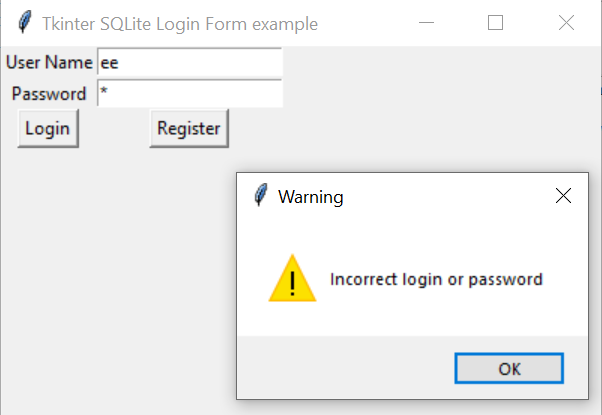 Tkinter SQLite Login Form example
User Name ee
Password *
Login Register
Warning
! Incorrect login or password
OK